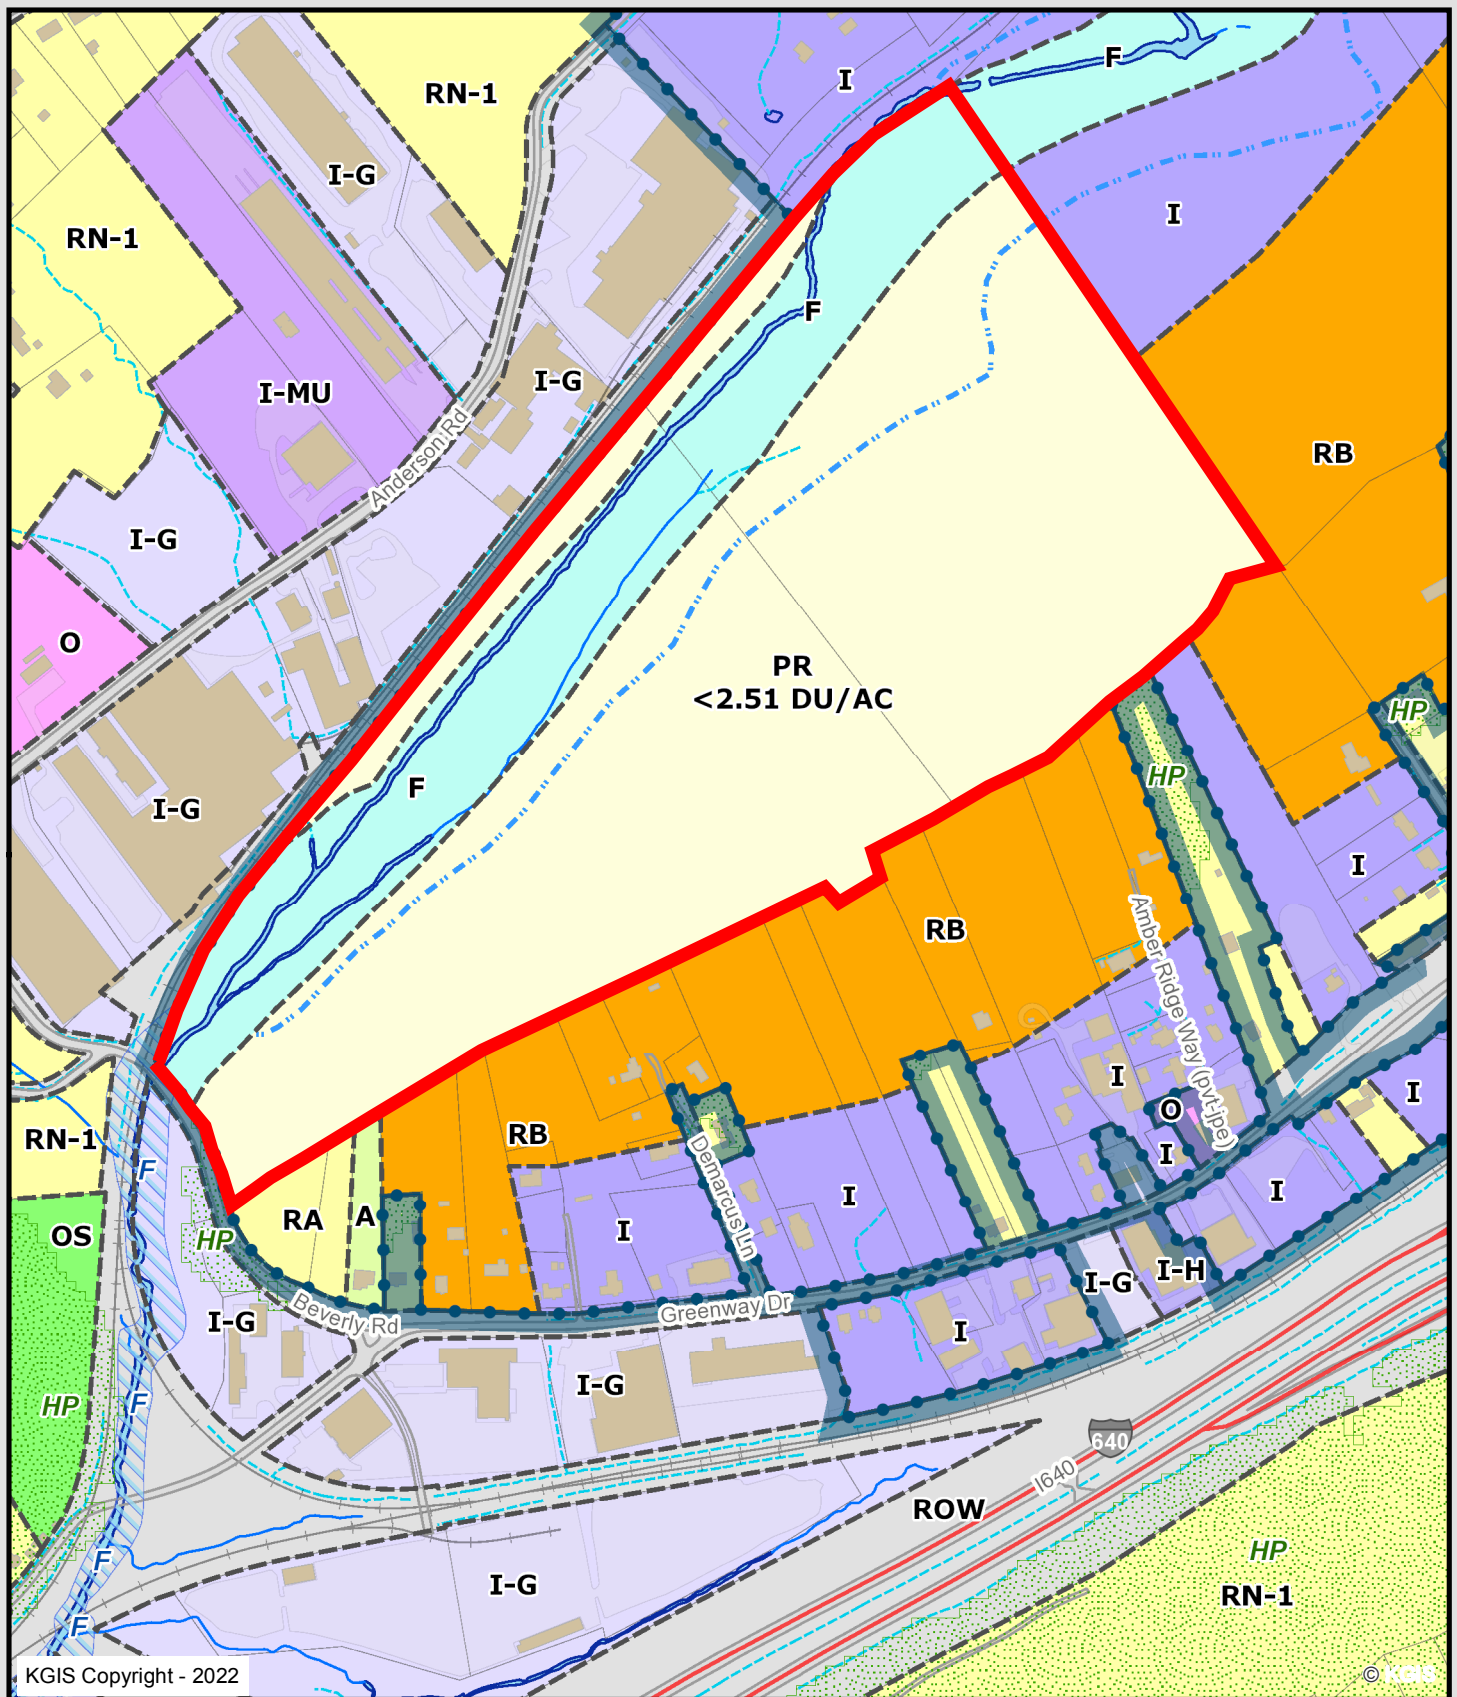 F
I
RN-1
I-G
I
RN-1
F
I-G
I-MU
Anderson Rd
RB
I-G
O
PR
<2.51 DU/AC
HP
HP
F
I-G
I
RB
Amber Ridge Way (pvt-jpe)
I
I
O
RB
RN-1
I
F
Demarcus Ln
I
I
RA
A
I
OS
HP
I-H
I-G
Beverly Rd
Greenway Dr
I-G
I
I-G
HP
F
640
I640
ROW
F
HP
I-G
RN-1
F
KGIS Copyright - 2022
© KGIS